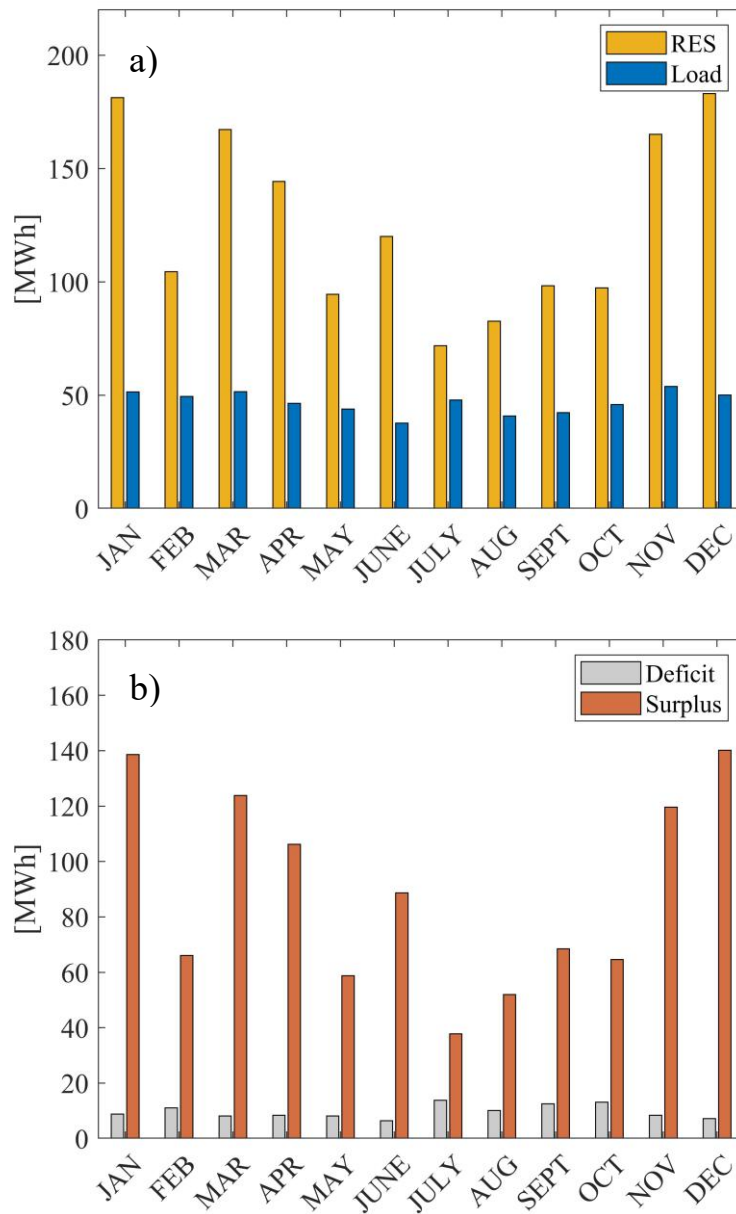 a)
RES
Load
200
150
100
50
0
[MWh]
JAN
FEB
MAR
APR
MAY
JUNE
JULY
AUG
SEPT
OCT
NOV
DEC
b)
Deficit
Surplus
180
160
140
120
100
80
60
40
20
0
[MWh]
JAN
FEB
MAR
APR
MAY
JUNE
JULY
AUG
SEPT
OCT
NOV
DEC